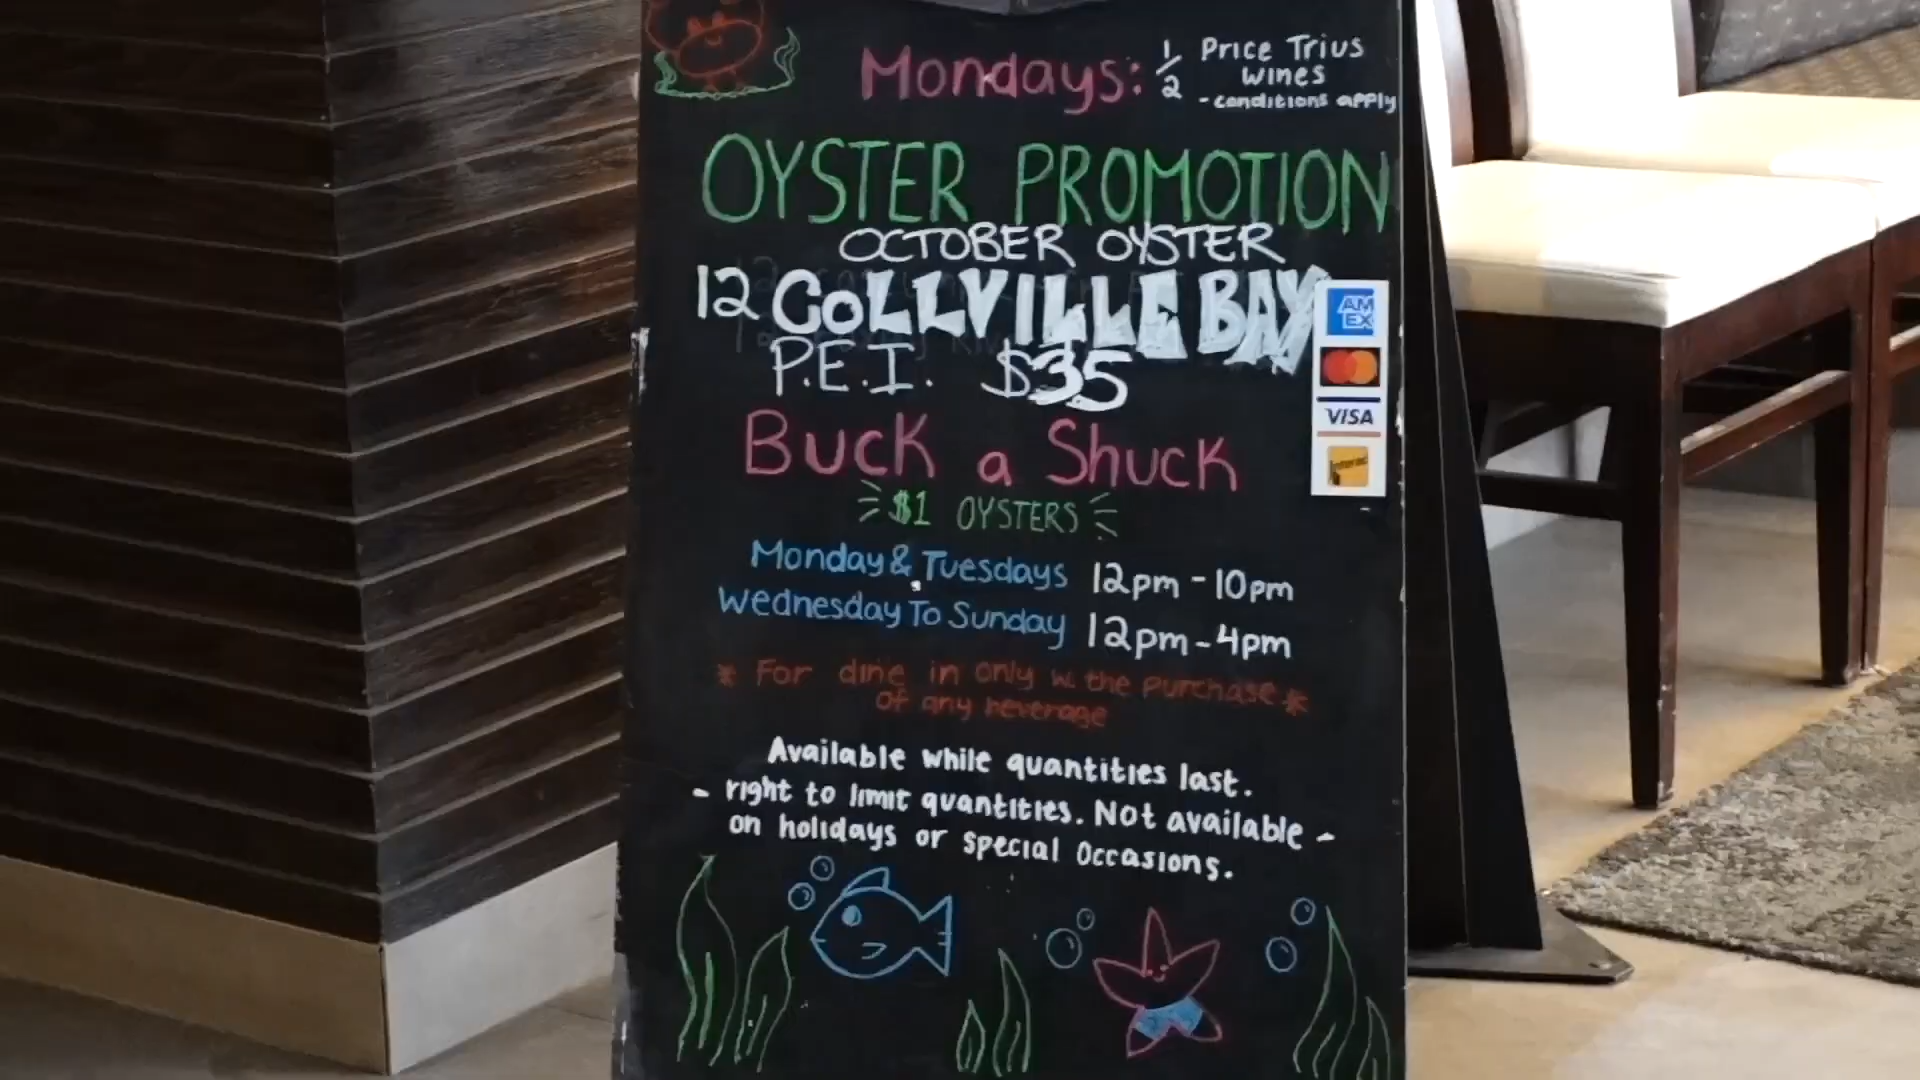 Mondays: 1/2 Price Trius
Wines
- conditions apply
OYSTER PROMOTION
OCTOBER OYSTER
12 COLLVILLE BAY
P.E.I. $35
Buck a Shuck
$1 OYSTERS
Monday & Tuesdays 12pm - 10pm
Wednesday To Sunday 12pm - 4pm
* For dine in only w. the purchase *
of any beverage
Available while quantities last.
- right to limit quantities. Not available -
on holidays or special occasions.
AM
EX
VISA
Interac